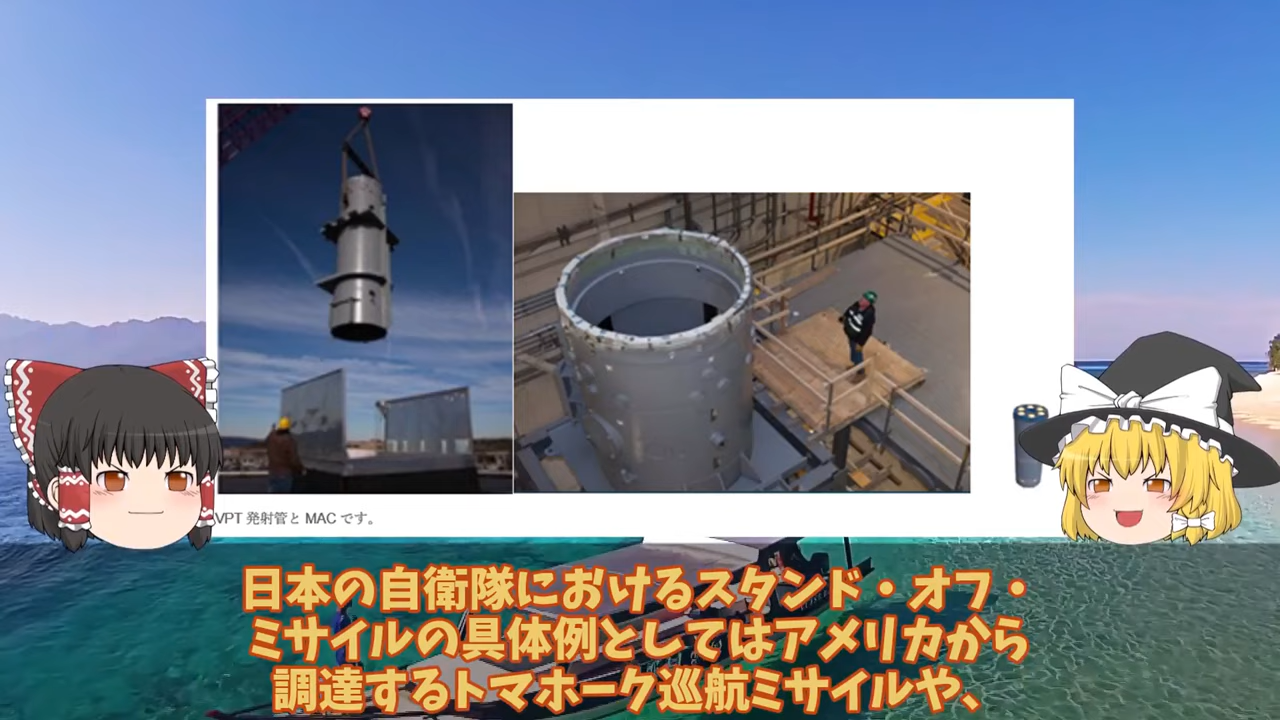 VPT 発射管と MAC です。
日本の自衛隊におけるスタンド・オフ・
ミサイルの具体例としてはアメリカから
調達するトマホーク巡航ミサイルや、